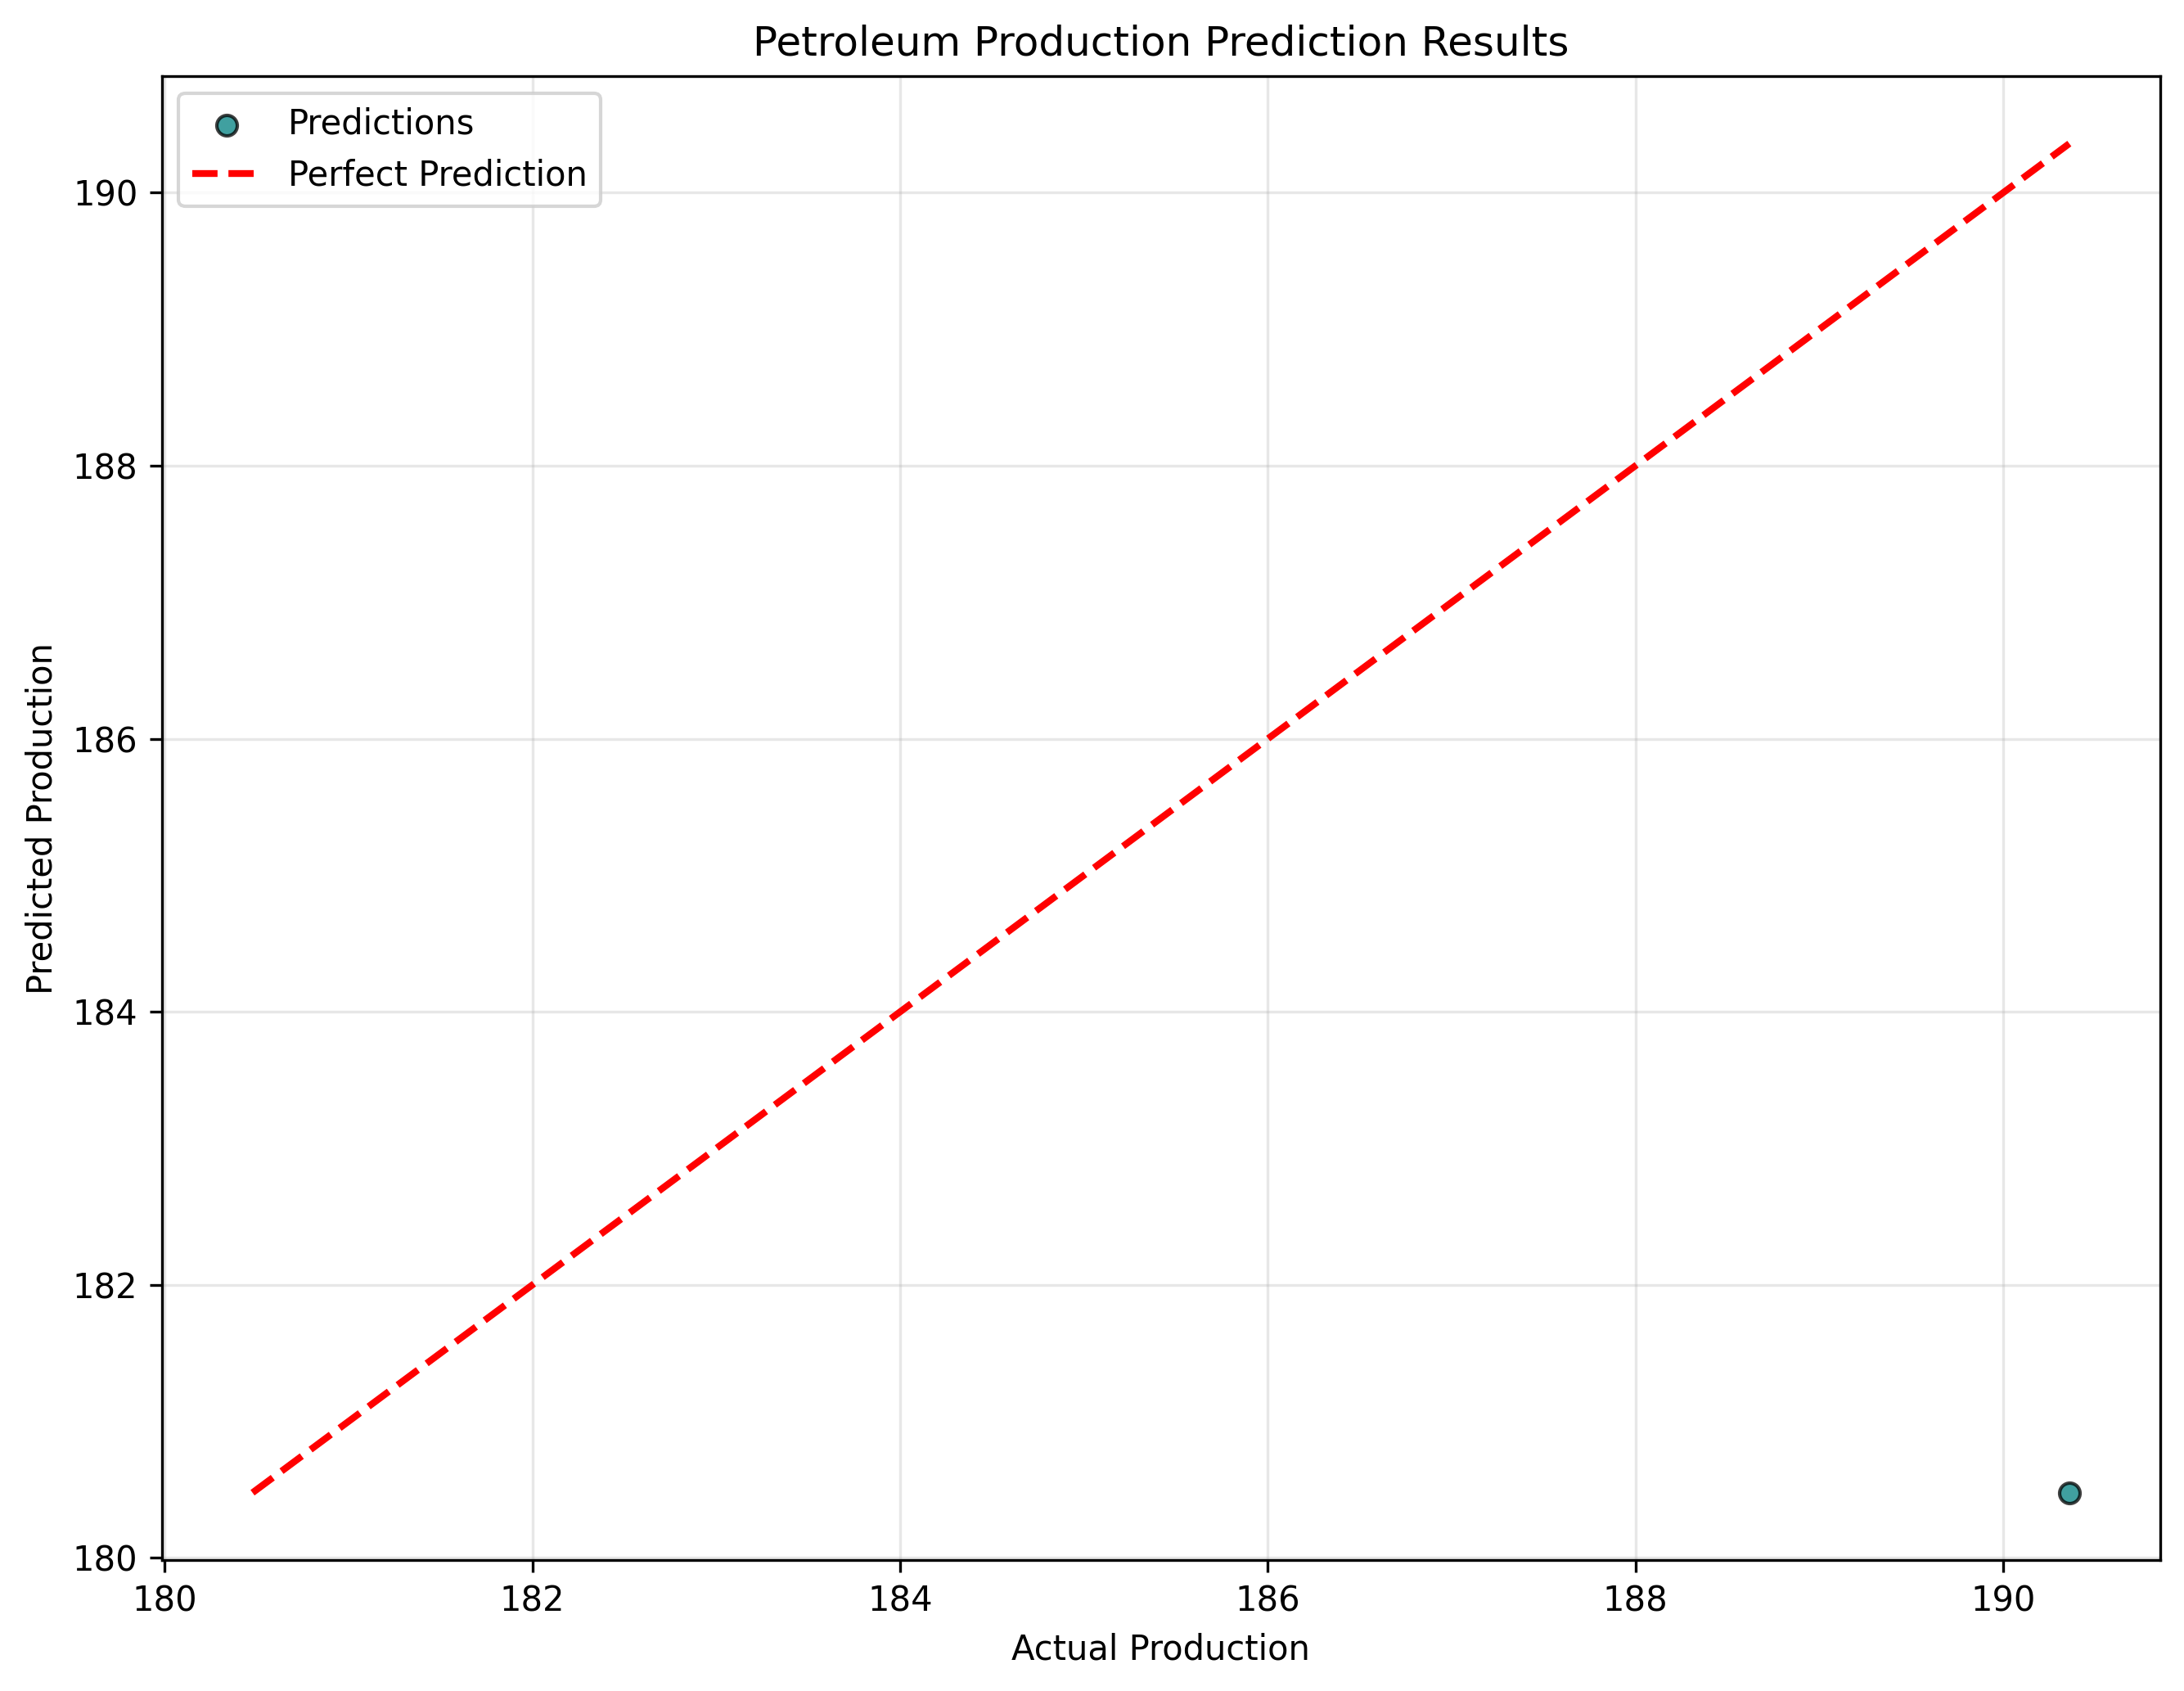 Petroleum Production Prediction Results
Predictions
Perfect Prediction
190
188
186
184
182
180
Predicted Production
180 182 184 186 188 190
Actual Production